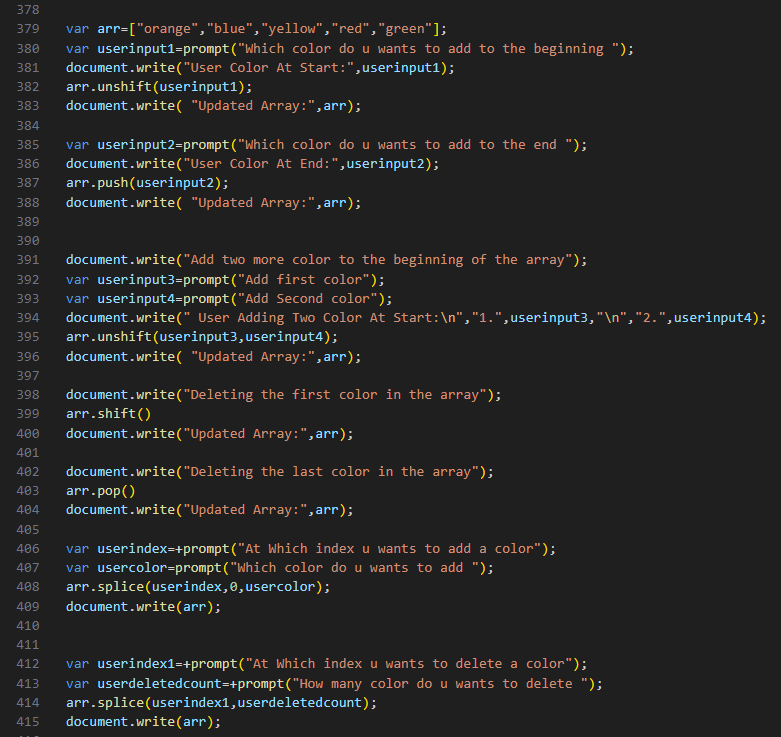 378
379 var arr=["orange","blue","yellow","red","green"];
380 var userinput1=prompt("Which color do u wants to add to the beginning ");
381 document.write("User Color At Start:",userinput1);
382 arr.unshift(userinput1);
383 document.write( "Updated Array:",arr);
384
385 var userinput2=prompt("Which color do u wants to add to the end ");
386 document.write("User Color At End:",userinput2);
387 arr.push(userinput2);
388 document.write( "Updated Array:",arr);
389
390
391 document.write("Add two more color to the beginning of the array");
392 var userinput3=prompt("Add first color");
393 var userinput4=prompt("Add Second color");
394 document.write(" User Adding Two Color At Start:\n","1.",userinput3,"\n","2.",userinput4);
395 arr.unshift(userinput3,userinput4);
396 document.write( "Updated Array:",arr);
397
398 document.write("Deleting the first color in the array");
399 arr.shift()
400 document.write("Updated Array:",arr);
401
402 document.write("Deleting the last color in the array");
403 arr.pop()
404 document.write("Updated Array:",arr);
405
406 var userindex=+prompt("At Which index u wants to add a color");
407 var usercolor=prompt("Which color do u wants to add ");
408 arr.splice(userindex,0,usercolor);
409 document.write(arr);
410
411
412 var userindex1=+prompt("At Which index u wants to delete a color");
413 var userdeletedcount=+prompt("How many color do u wants to delete ");
414 arr.splice(userindex1,userdeletedcount);
415 document.write(arr);